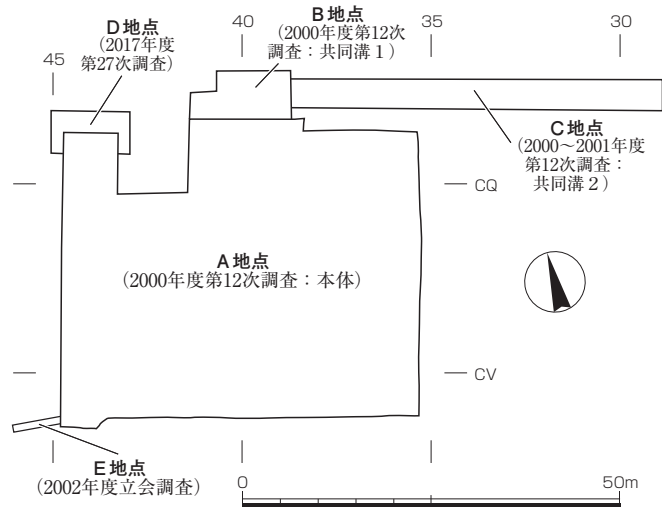 D地点
(2017年度
第27次調査)
B地点
(2000年度第12次
調査：共同溝1)
45
40
35
30
C地点
(2000～2001年度
第12次調査：
共同溝2)
CQ
A地点
(2000年度第12次調査：本体)
CV
E地点
(2002年度立会調査)
0
50m